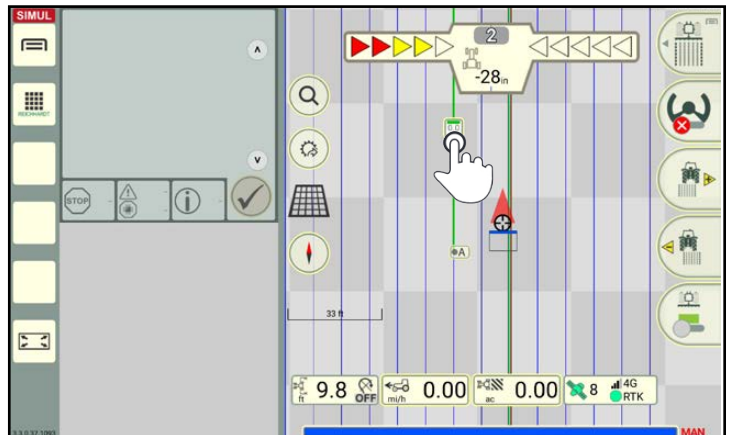 SIMUL
REICHHARDT
STOP
2
-28in
A
33 ft
ft 9.8 OFF
mi/h 0.00
ac 0.00
8 4G
RTK
MAN